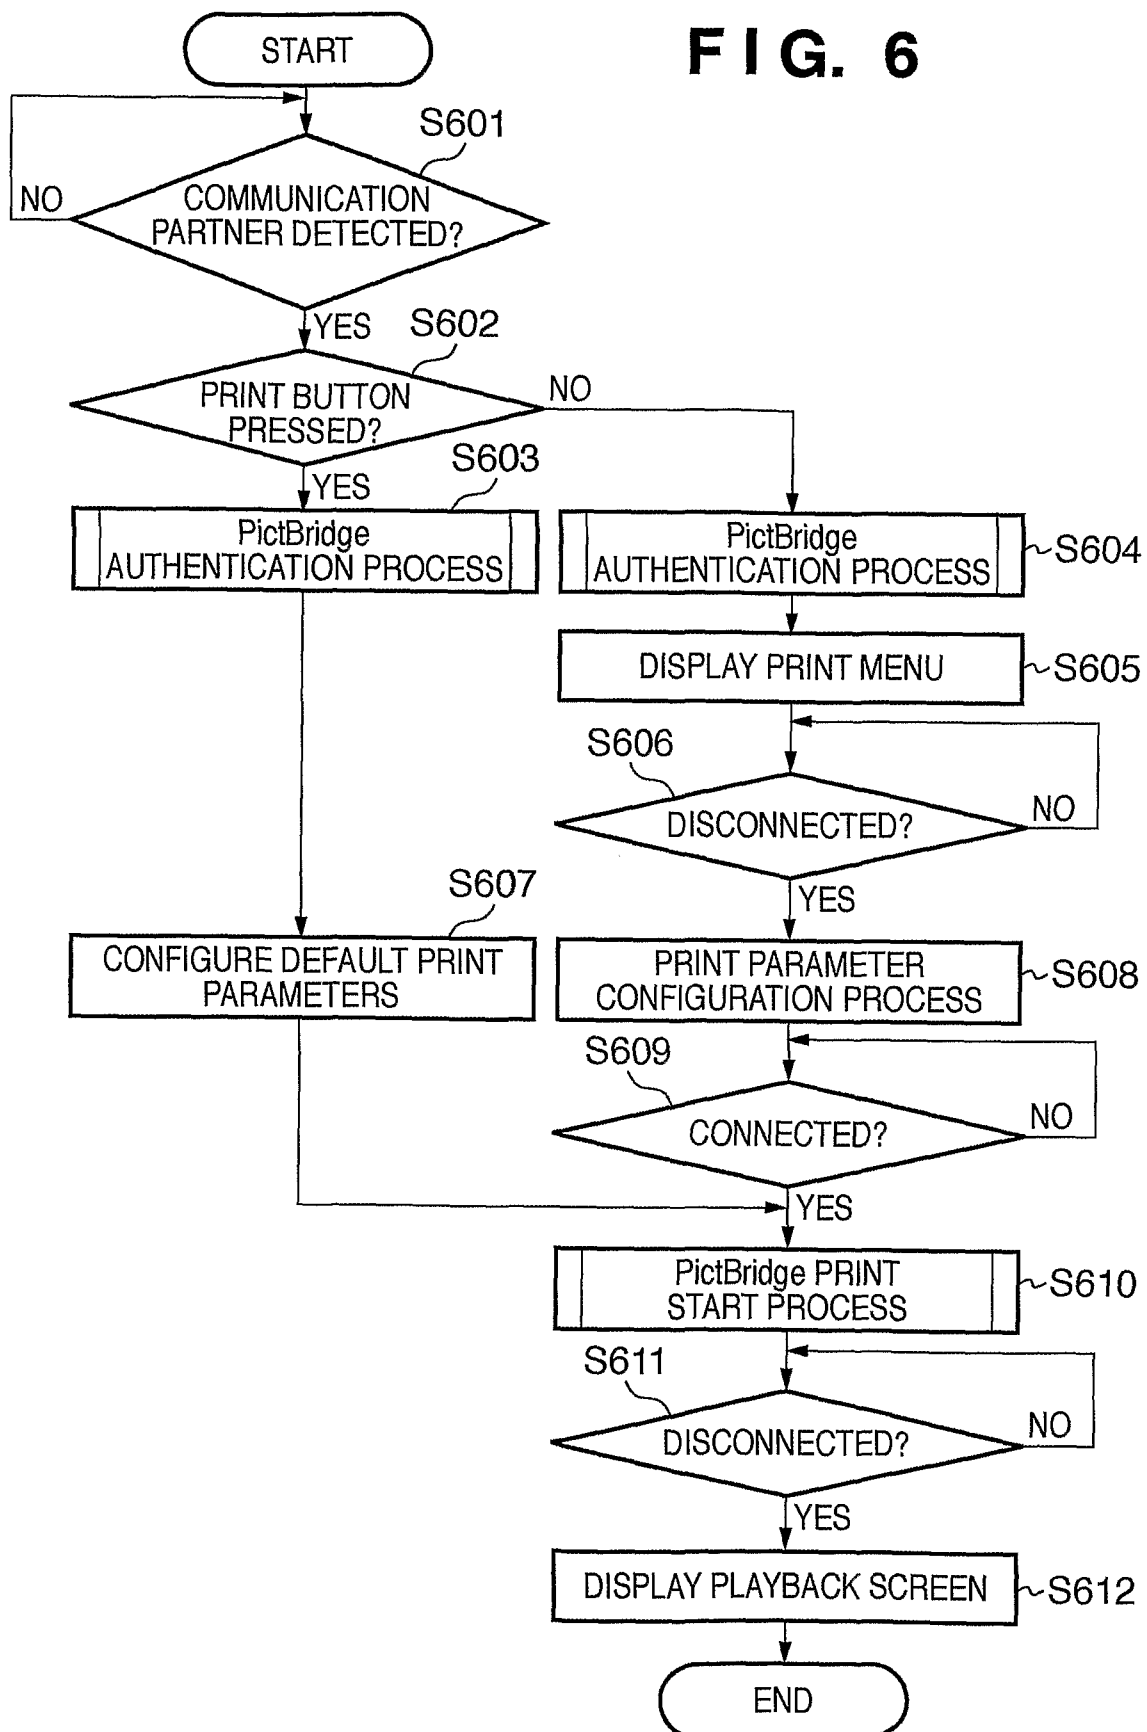 FIG. 6
START
S601
COMMUNICATION
PARTNER DETECTED?
NO
YES
S602
PRINT BUTTON
PRESSED?
NO
YES
S603
PictBridge
AUTHENTICATION PROCESS
PictBridge
AUTHENTICATION PROCESS
S604
DISPLAY PRINT MENU
S605
S606
DISCONNECTED?
NO
YES
S607
CONFIGURE DEFAULT PRINT
PARAMETERS
PRINT PARAMETER
CONFIGURATION PROCESS
S608
S609
CONNECTED?
NO
YES
PictBridge PRINT
START PROCESS
S610
S611
DISCONNECTED?
NO
YES
DISPLAY PLAYBACK SCREEN
S612
END